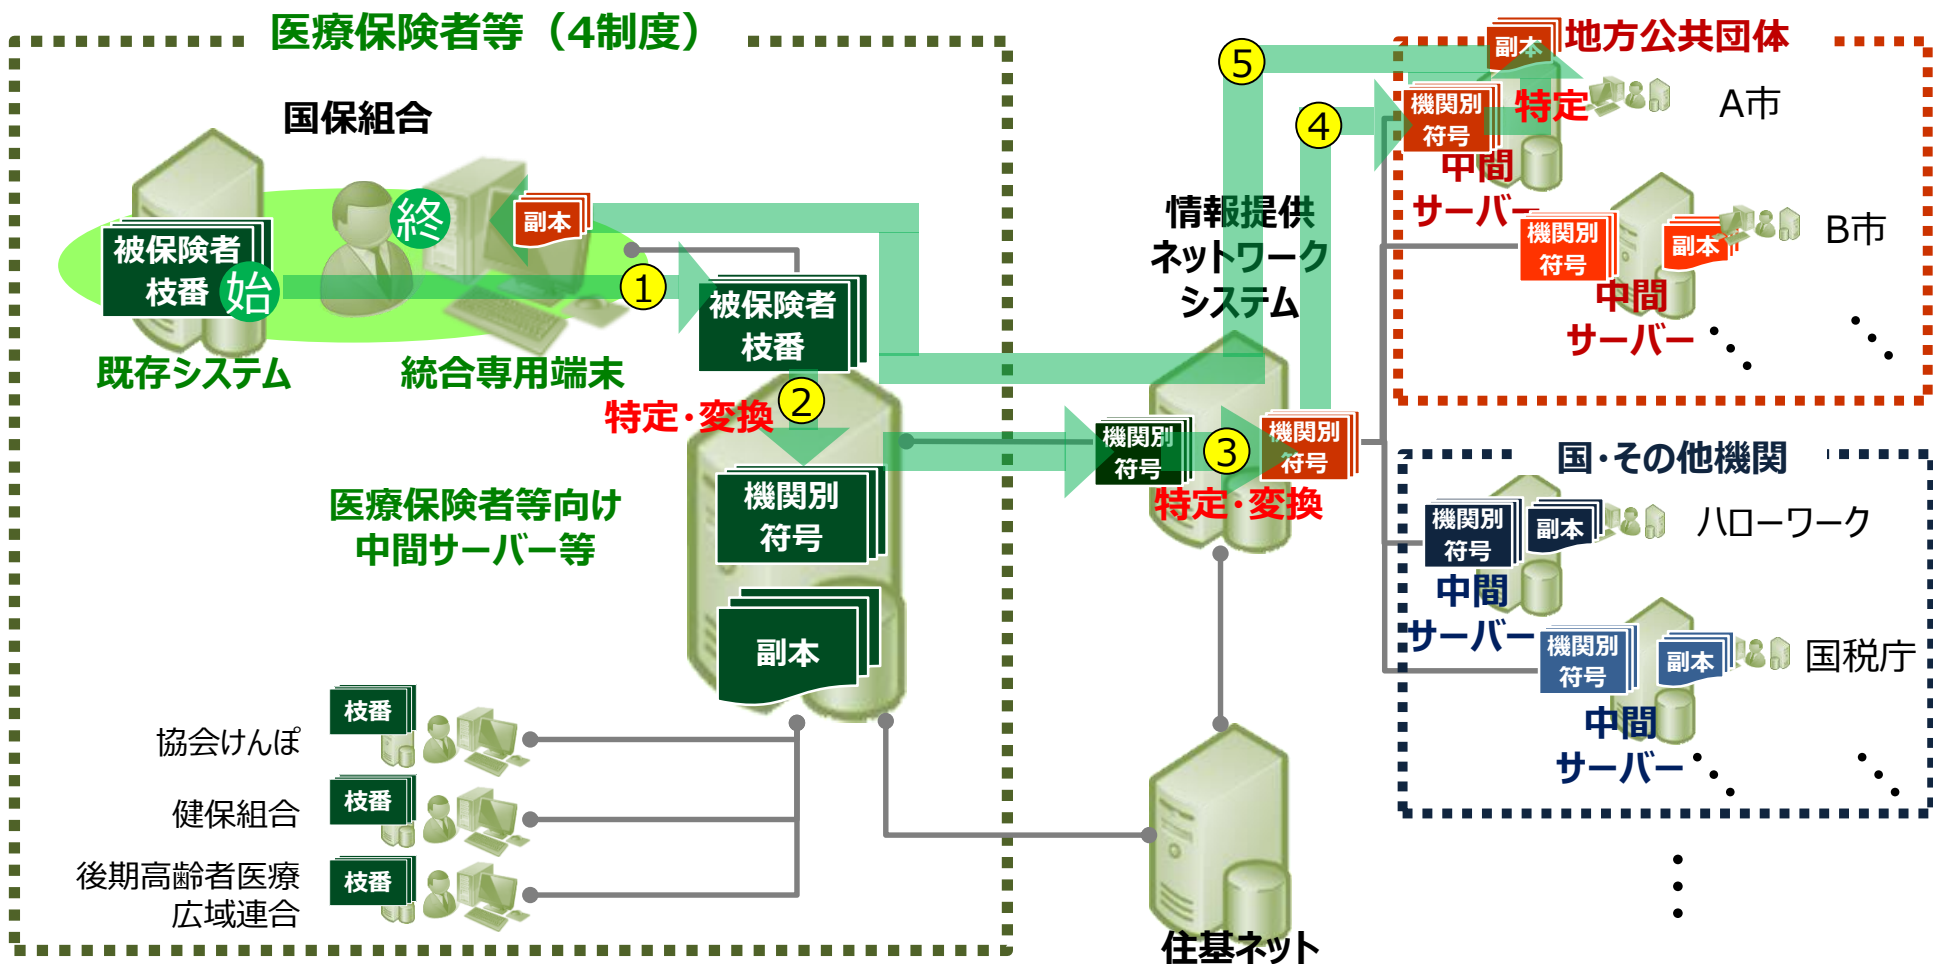 医療保険者等（4制度）
国保組合
被保険者
枝番
始
終
副本
①
既存システム
統合専用端末
被保険者
枝番
②
特定・変換
医療保険者等向け
中間サーバー等
機関別
符号
副本
協会けんぽ
枝番
健保組合
枝番
後期高齢者医療
広域連合
枝番
情報提供
ネットワーク
システム
機関別
符号
③
機関別
符号
特定・変換
④
⑤
住基ネット
地方公共団体
副本
機関別
符号
特定
中間
サーバー
A市
機関別
符号
副本
中間
サーバー
B市
国・その他機関
機関別
符号
副本
中間
サーバー
ハローワーク
機関別
符号
副本
中間
サーバー
国税庁